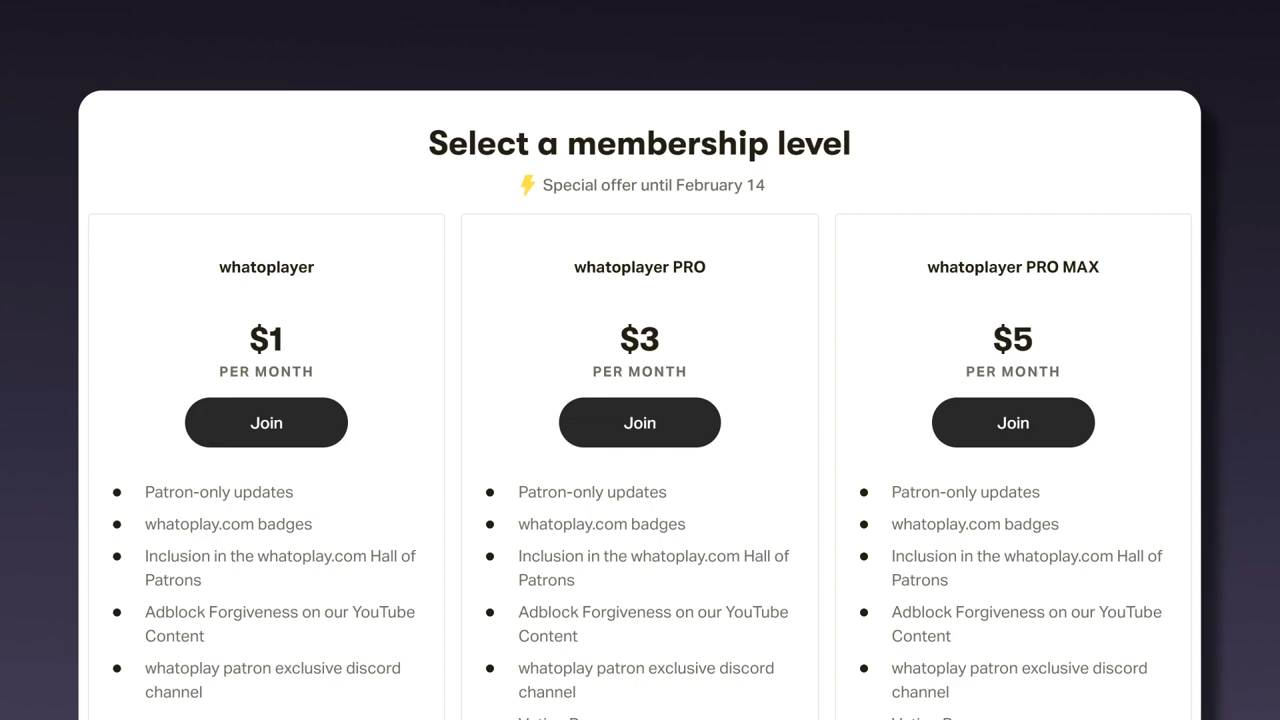 Select a membership level
Special offer until February 14
whatoplayer
$1
PER MONTH
Join
Patron-only updates
whatoplay.com badges
Inclusion in the whatoplay.com Hall of
Patrons
Adblock Forgiveness on our YouTube
Content
whatoplay patron exclusive discord
channel
whatoplayer PRO
$3
PER MONTH
Join
Patron-only updates
whatoplay.com badges
Inclusion in the whatoplay.com Hall of
Patrons
Adblock Forgiveness on our YouTube
Content
whatoplay patron exclusive discord
channel
whatoplayer PRO MAX
$5
PER MONTH
Join
Patron-only updates
whatoplay.com badges
Inclusion in the whatoplay.com Hall of
Patrons
Adblock Forgiveness on our YouTube
Content
whatoplay patron exclusive discord
channel